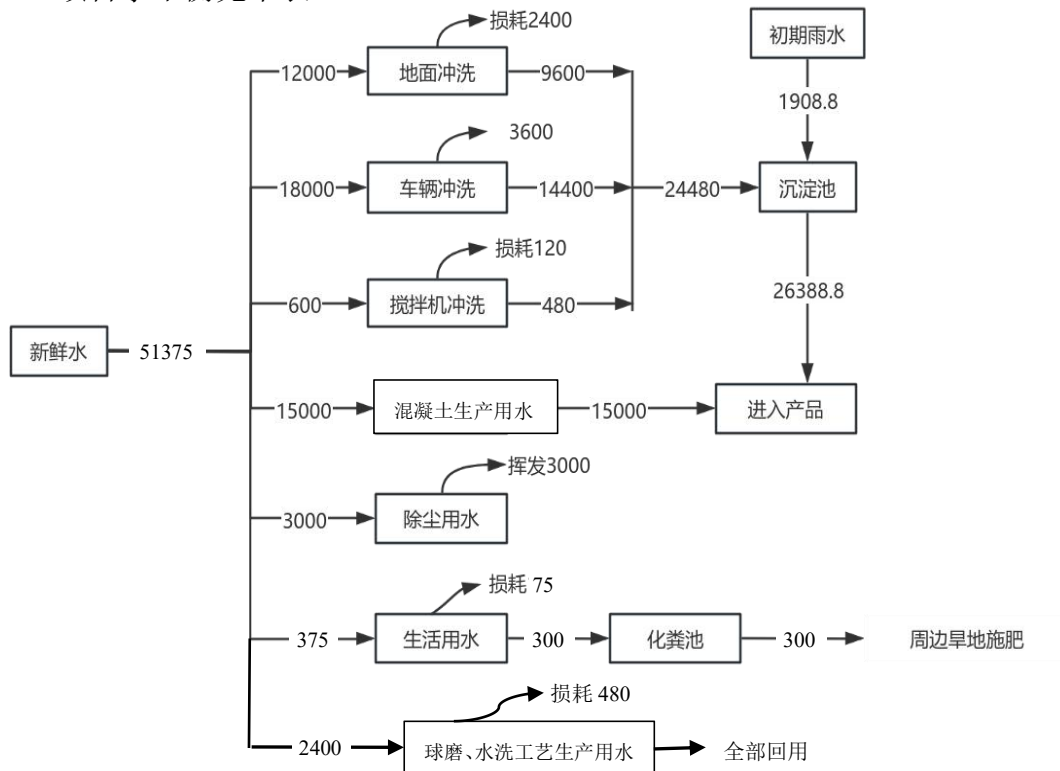 损耗2400
初期雨水
12000
地面冲洗
9600
1908.8
3600
18000
车辆冲洗
14400
24480
沉淀池
损耗120
600
搅拌机冲洗
480
26388.8
新鲜水
51375
15000
混凝土生产用水
15000
进入产品
挥发3000
3000
除尘用水
损耗 75
375
生活用水
300
化粪池
300
周边旱地施肥
损耗 480
2400
球磨、水洗工艺生产用水
全部回用